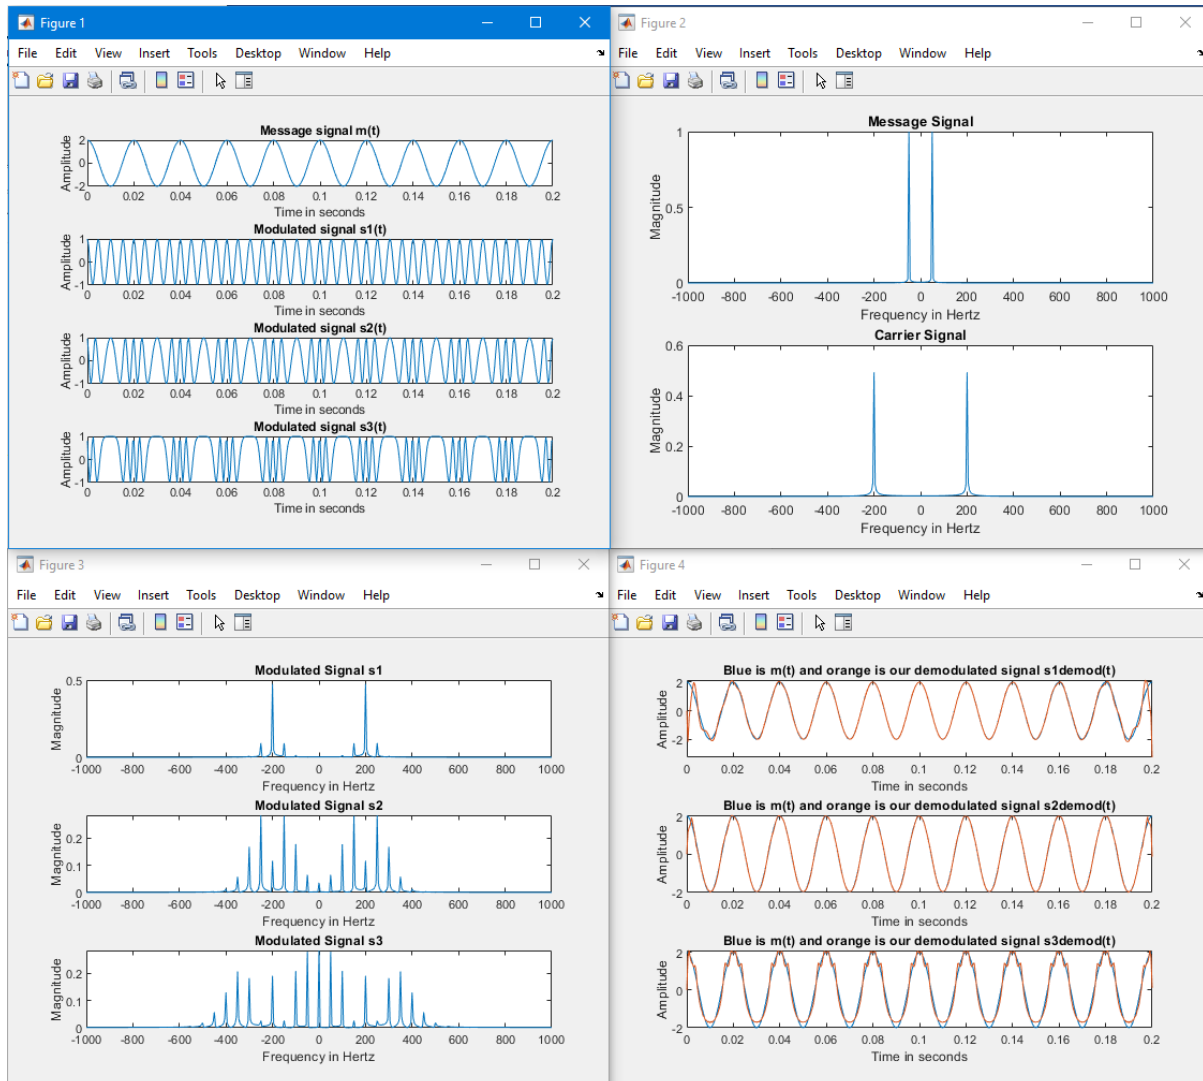 Figure 1
File Edit View Insert Tools Desktop Window Help
Message signal m(t)
Amplitude
2
0
-2
0 0.02 0.04 0.06 0.08 0.1 0.12 0.14 0.16 0.18 0.2
Time in seconds
Modulated signal s1(t)
Amplitude
1
0
-1
0 0.02 0.04 0.06 0.08 0.1 0.12 0.14 0.16 0.18 0.2
Time in seconds
Modulated signal s2(t)
Amplitude
1
0
-1
0 0.02 0.04 0.06 0.08 0.1 0.12 0.14 0.16 0.18 0.2
Time in seconds
Modulated signal s3(t)
Amplitude
1
0
-1
0 0.02 0.04 0.06 0.08 0.1 0.12 0.14 0.16 0.18 0.2
Time in seconds
Figure 2
File Edit View Insert Tools Desktop Window Help
Message Signal
Magnitude
1
0.5
0
-1000 -800 -600 -400 -200 0 200 400 600 800 1000
Frequency in Hertz
Carrier Signal
Magnitude
0.6
0.4
0.2
0
-1000 -800 -600 -400 -200 0 200 400 600 800 1000
Frequency in Hertz
Figure 3
File Edit View Insert Tools Desktop Window Help
Modulated Signal s1
Magnitude
0.5
0
-1000 -800 -600 -400 -200 0 200 400 600 800 1000
Frequency in Hertz
Modulated Signal s2
Magnitude
0.2
0.1
0
-1000 -800 -600 -400 -200 0 200 400 600 800 1000
Frequency in Hertz
Modulated Signal s3
Magnitude
0.2
0.1
0
-1000 -800 -600 -400 -200 0 200 400 600 800 1000
Frequency in Hertz
Figure 4
File Edit View Insert Tools Desktop Window Help
Blue is m(t) and orange is our demodulated signal s1demod(t)
Amplitude
2
0
-2
0 0.02 0.04 0.06 0.08 0.1 0.12 0.14 0.16 0.18 0.2
Time in seconds
Blue is m(t) and orange is our demodulated signal s2demod(t)
Amplitude
2
0
-2
0 0.02 0.04 0.06 0.08 0.1 0.12 0.14 0.16 0.18 0.2
Time in seconds
Blue is m(t) and orange is our demodulated signal s3demod(t)
Amplitude
2
0
-2
0 0.02 0.04 0.06 0.08 0.1 0.12 0.14 0.16 0.18 0.2
Time in seconds